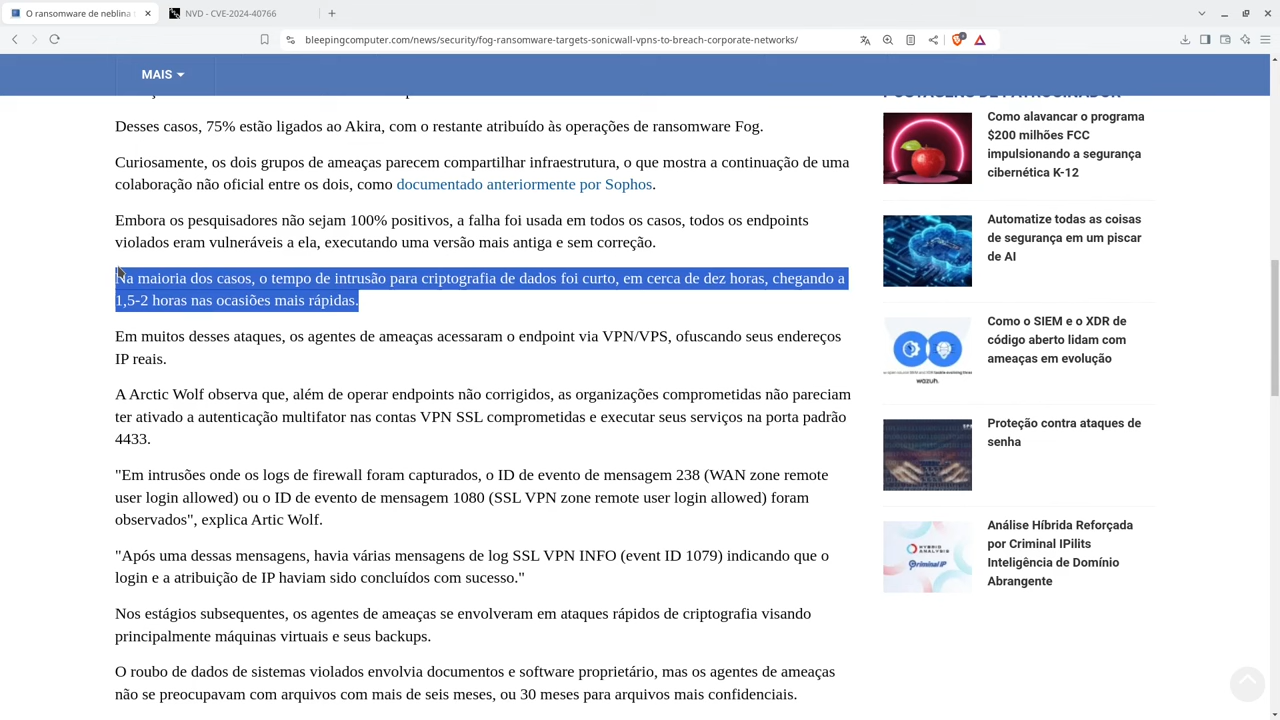 O ransomware de neblina
NVD - CVE-2024-40766
bleepingcomputer.com/news/security/fog-ransomware-targets-sonicwall-vpns-to-breach-corporate-networks/
MAIS
POSTAGENS DE PATROCINADOR
Desses casos, 75% estão ligados ao Akira, com o restante atribuído às operações de ransomware Fog.
Curiosamente, os dois grupos de ameaças parecem compartilhar infraestrutura, o que mostra a continuação de uma
colaboração não oficial entre os dois, como documentado anteriormente por Sophos.
Embora os pesquisadores não sejam 100% positivos, a falha foi usada em todos os casos, todos os endpoints
violados eram vulneráveis a ela, executando uma versão mais antiga e sem correção.
Na maioria dos casos, o tempo de intrusão para criptografia de dados foi curto, em cerca de dez horas, chegando a
1,5-2 horas nas ocasiões mais rápidas.
Em muitos desses ataques, os agentes de ameaças acessaram o endpoint via VPN/VPS, ofuscando seus endereços
IP reais.
A Arctic Wolf observa que, além de operar endpoints não corrigidos, as organizações comprometidas não pareciam
ter ativado a autenticação multifator nas contas VPN SSL comprometidas e executar seus serviços na porta padrão
4433.
"Em intrusões onde os logs de firewall foram capturados, o ID de evento de mensagem 238 (WAN zone remote
user login allowed) ou o ID de evento de mensagem 1080 (SSL VPN zone remote user login allowed) foram
observados", explica Artic Wolf.
"Após uma dessas mensagens, havia várias mensagens de log SSL VPN INFO (event ID 1079) indicando que o
login e a atribuição de IP haviam sido concluídos com sucesso."
Nos estágios subsequentes, os agentes de ameaças se envolveram em ataques rápidos de criptografia visando
principalmente máquinas virtuais e seus backups.
O roubo de dados de sistemas violados envolvia documentos e software proprietário, mas os agentes de ameaças
não se preocupavam com arquivos com mais de seis meses, ou 30 meses para arquivos mais confidenciais.
Como alavancar o programa
$200 milhões FCC
impulsionando a segurança
cibernética K-12
Automatize todas as coisas
de segurança em um piscar
de AI
Como o SIEM e o XDR de
código aberto lidam com
ameaças em evolução
wazuh.
Proteção contra ataques de
senha
Análise Híbrida Reforçada
por Criminal IPilits
Inteligência de Domínio
Abrangente
HYBRID
ANALYSIS
Criminal IP